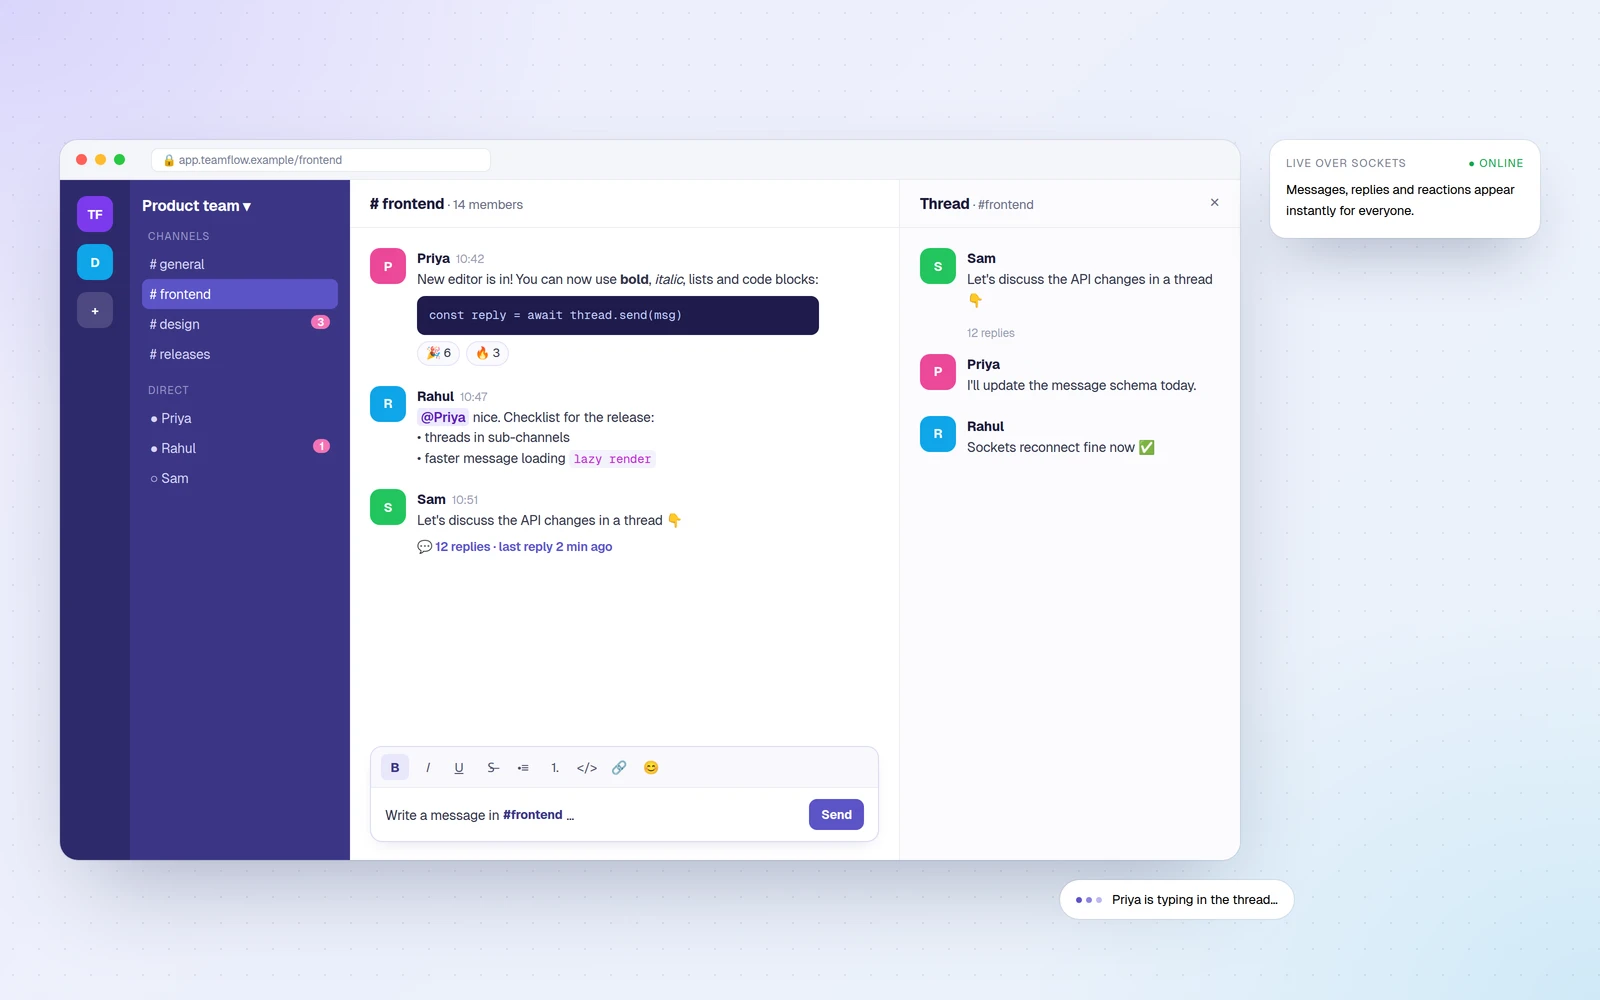 🔒 app.teamflow.example/frontend
TF
D
+
Product team ▾
CHANNELS
# general
# frontend
# design 3
# releases
DIRECT
● Priya
● Rahul 1
○ Sam
# frontend · 14 members
P
Priya 10:42
New editor is in! You can now use bold, italic, lists and code blocks:
const reply = await thread.send(msg)
🎉 6 🔥 3
R
Rahul 10:47
@Priya nice. Checklist for the release:
• threads in sub-channels
• faster message loading lazy render
S
Sam 10:51
Let's discuss the API changes in a thread 👇
💬 12 replies · last reply 2 min ago
B I U S •≡ 1. </> 🔗 😊
Write a message in #frontend …
Send
Thread · #frontend ×
S
Sam
Let's discuss the API changes in a thread
👇
12 replies
P
Priya
I'll update the message schema today.
R
Rahul
Sockets reconnect fine now ✅
LIVE OVER SOCKETS ● ONLINE
Messages, replies and reactions appear
instantly for everyone.
Priya is typing in the thread…